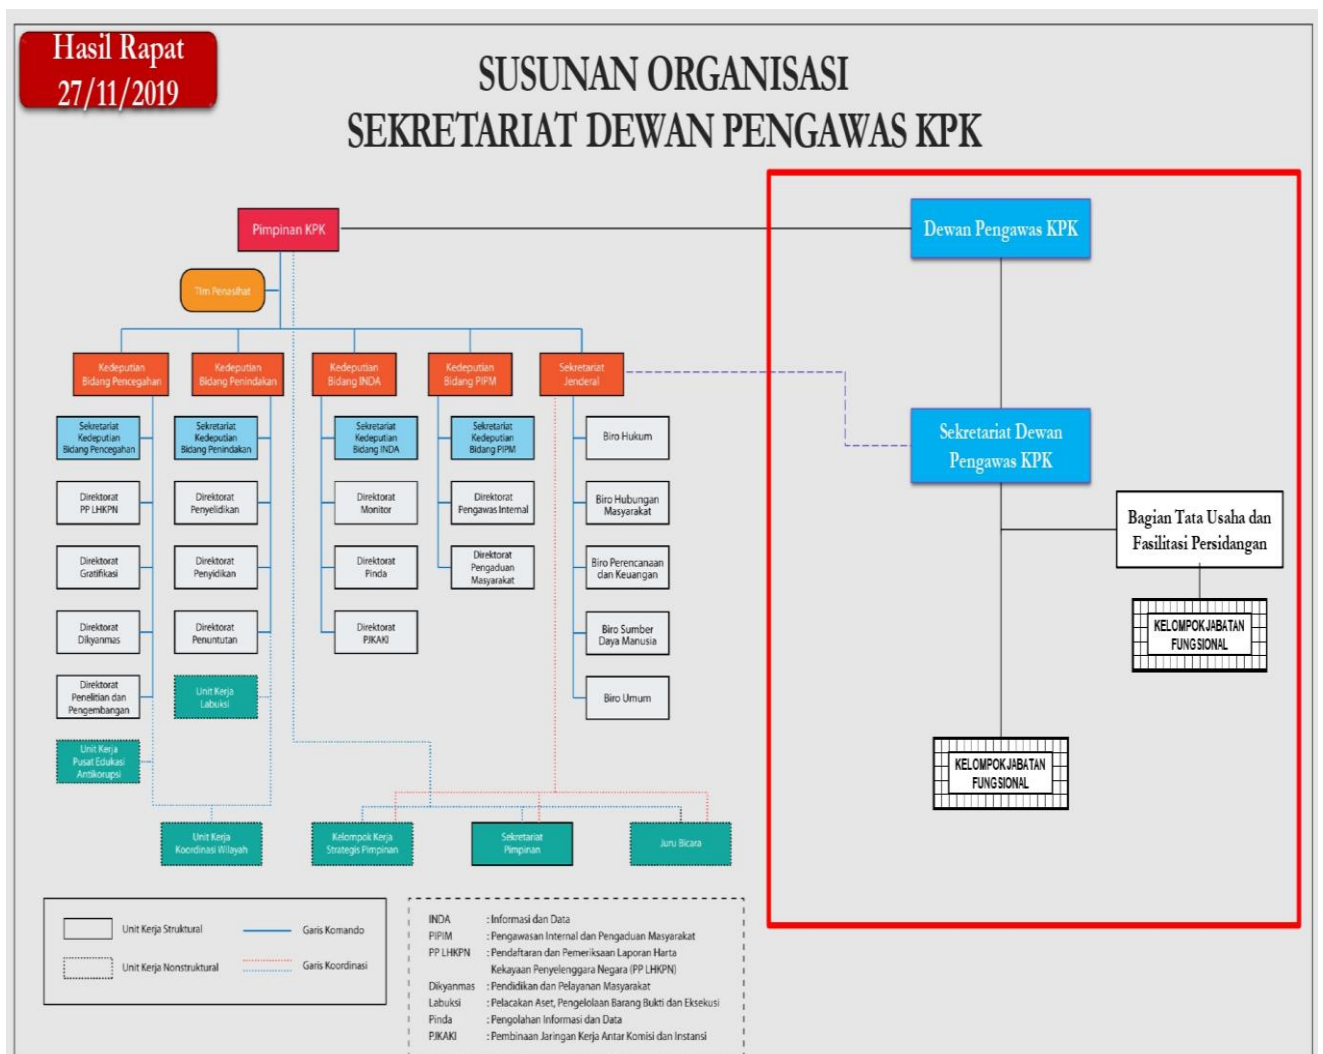 Hasil Rapat
27/11/2019
SUSUNAN ORGANISASI
SEKRETARIAT DEWAN PENGAWAS KPK
Pimpinan KPK
Dewan Pengawas KPK
TIm Penasihat
Kedeputian
Bidang Pencegahan
Kedeputian
Bidang Penindakan
Kedeputian
Bidang INDA
Kedeputian
Bidang PIPM
Sekretariat
Jenderal
Sekretariat
Kedeputian
Bidang Pencegahan
Sekretariat
Kedeputian
Bidang Penindakan
Sekretariat
Kedeputian
Bidang INDA
Sekretariat
Kedeputian
Bidang PIPM
Biro Hukum
Sekretariat Dewan
Pengawas KPK
Direktorat
PP LHKPN
Direktorat
Penyelidikan
Direktorat
Monitor
Direktorat
Pengawas Internal
Biro Hubungan
Masyarakat
Bagian Tata Usaha dan
Fasilitasi Persidangan
Direktorat
Gratifikasi
Direktorat
Penyidikan
Direktorat
Pinda
Direktorat
Pengaduan
Masyarakat
Biro Perencanaan
dan Keuangan
Direktorat
Dikyanmas
Direktorat
Penuntutan
Direktorat
PJKAKI
Biro Sumber
Daya Manusia
KELOMPOK JABATAN
FUNGSIONAL
Direktorat
Penelitian dan
Pengembangan
Unit Kerja
Labuksi
Biro Umum
Unit Kerja
Pusat Edukasi
Antikorupsi
KELOMPOK JABATAN
FUNGSIONAL
Unit Kerja
Koordinasi Wilayah
Kelompok Kerja
Strategis Pimpinan
Sekretariat
Pimpinan
Juru Bicara
Unit Kerja Struktural
Garis Komando
Unit Kerja Nonstruktural
Garis Koordinasi
INDA : Informasi dan Data
PIPIM : Pengawasan Internal dan Pengaduan Masyarakat
PP LHKPN : Pendaftaran dan Pemeriksaan Laporan Harta
Kekayaan Penyelenggara Negara (PP LHKPN)
Dikyanmas : Pendidikan dan Pelayanan Masyarakat
Labuksi : Pelacakan Aset, Pengelolaan Barang Bukti dan Eksekusi
Pinda : Pengolahan Informasi dan Data
PJKAKI : Pembinaan Jaringan Kerja Antar Komisi dan Instansi